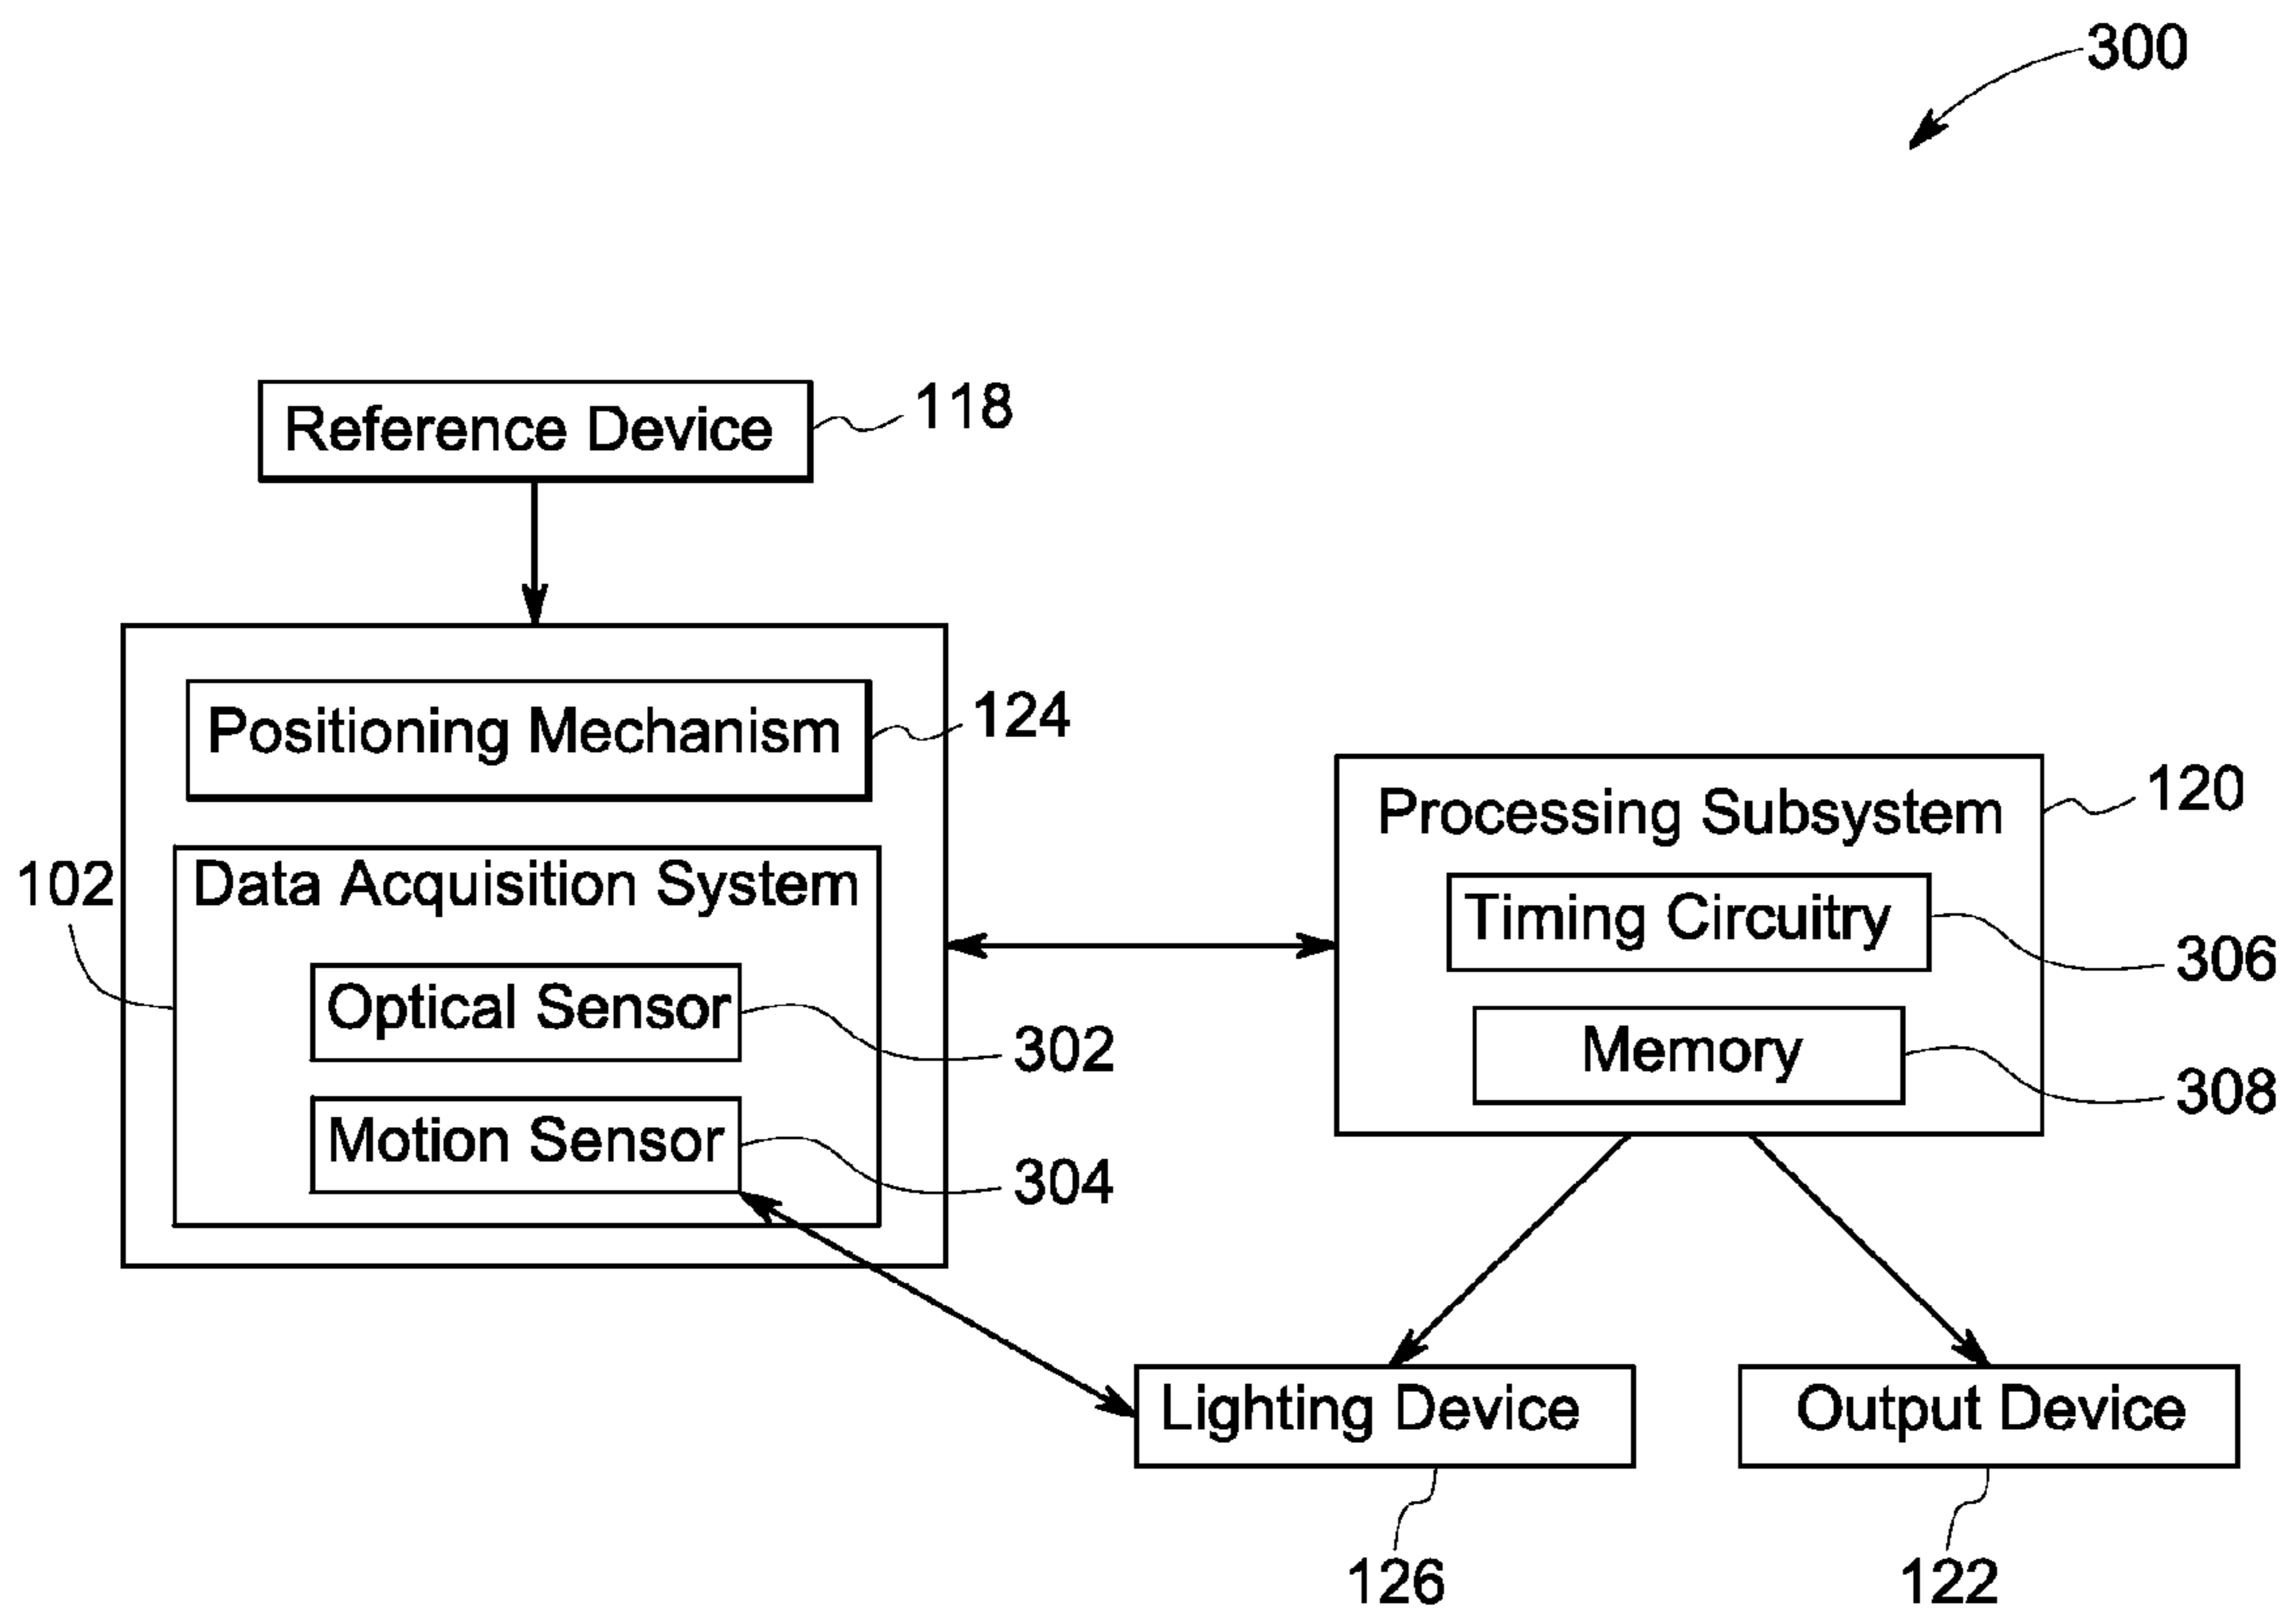 300
Reference Device
118
Positioning Mechanism
124
102
Data Acquisition System
Optical Sensor
302
Motion Sensor
304
Processing Subsystem
120
Timing Circuitry
306
Memory
308
Lighting Device
126
Output Device
122